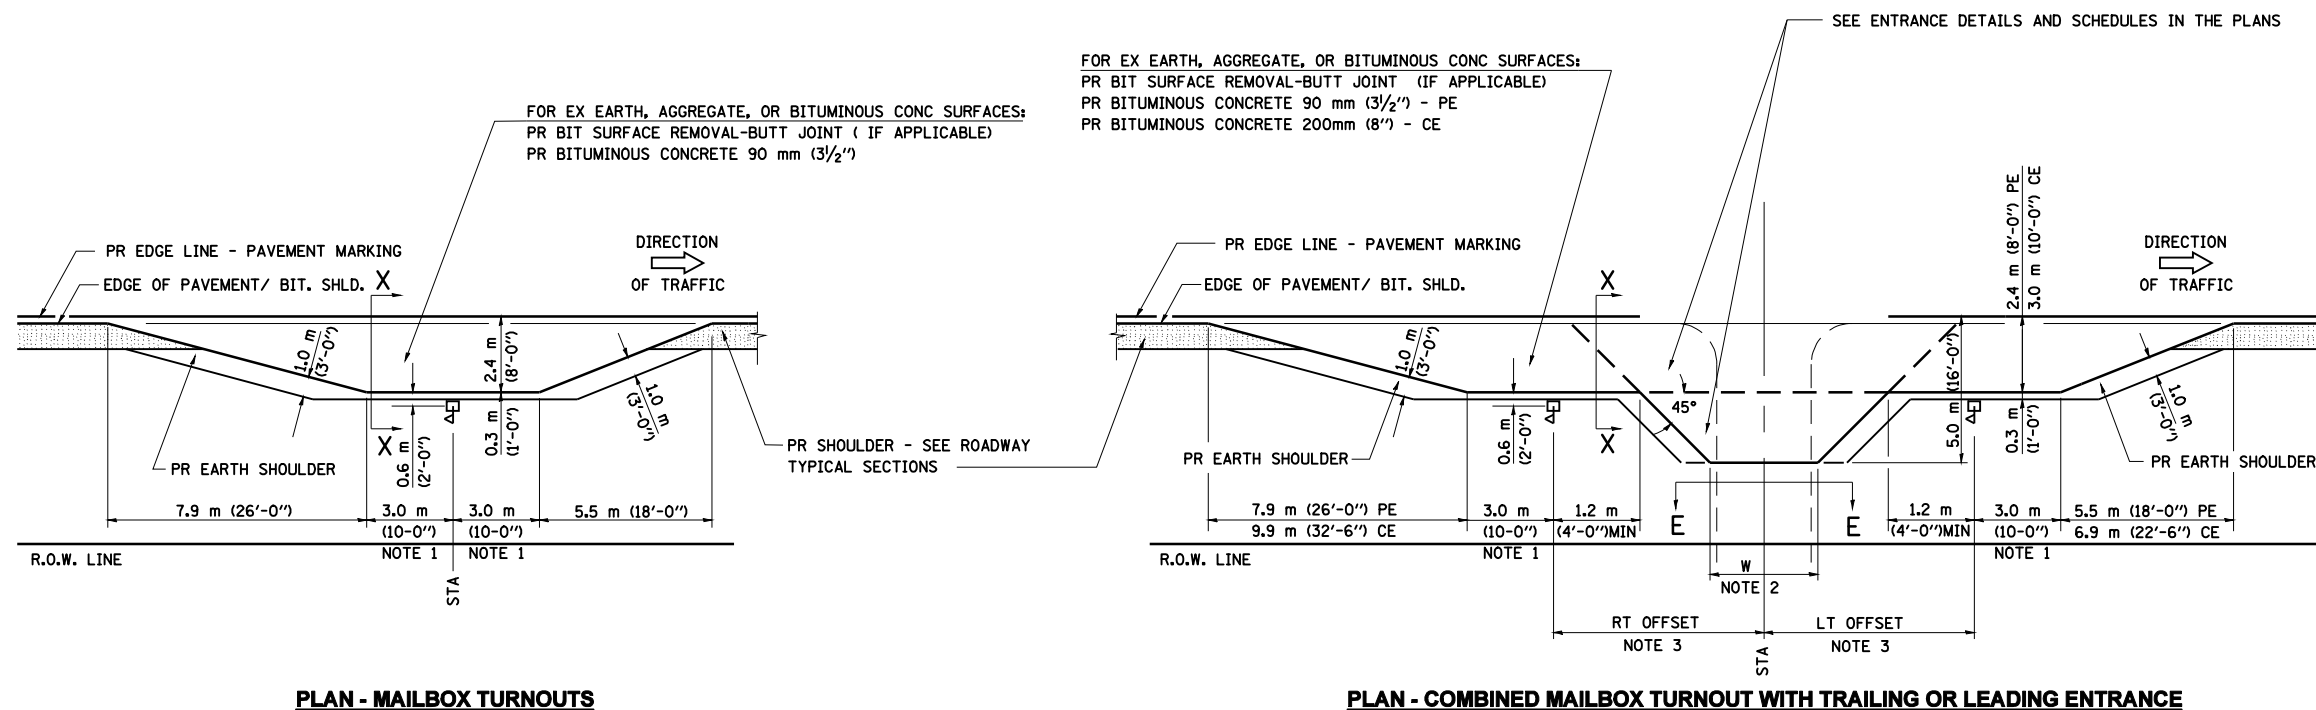 SEE ENTRANCE DETAILS AND SCHEDULES IN THE PLANS
FOR EX EARTH, AGGREGATE, OR BITUMINOUS CONC SURFACES:
PR BIT SURFACE REMOVAL-BUTT JOINT ( IF APPLICABLE)
PR BITUMINOUS CONCRETE 90 mm (3½")
PR EDGE LINE - PAVEMENT MARKING
EDGE OF PAVEMENT/ BIT. SHLD.
X
DIRECTION
OF TRAFFIC
1.0 m
(3'-0")
2.4 m
(8'-0")
1.0 m
(3'-0")
X
0.6 m
(2'-0")
0.3 m
(1'-0")
PR EARTH SHOULDER
PR SHOULDER - SEE ROADWAY
TYPICAL SECTIONS
7.9 m (26'-0")
3.0 m
(10-0")
NOTE 1
3.0 m
(10-0")
NOTE 1
5.5 m (18'-0")
R.O.W. LINE
STA
PLAN - MAILBOX TURNOUTS
FOR EX EARTH, AGGREGATE, OR BITUMINOUS CONC SURFACES:
PR BIT SURFACE REMOVAL-BUTT JOINT (IF APPLICABLE)
PR BITUMINOUS CONCRETE 90 mm (3½") - PE
PR BITUMINOUS CONCRETE 200mm (8") - CE
PR EDGE LINE - PAVEMENT MARKING
EDGE OF PAVEMENT/ BIT. SHLD.
X
2.4 m (8'-0") PE
3.0 m (10'-0") CE
DIRECTION
OF TRAFFIC
1.0 m
(3'-0")
45°
5.0 m (16'-0")
1.0 m
(3'-0")
X
0.6 m
(2'-0")
0.3 m
(1'-0")
PR EARTH SHOULDER
PR EARTH SHOULDER
7.9 m (26'-0") PE
9.9 m (32'-6") CE
3.0 m
(10-0")
NOTE 1
1.2 m
(4'-0")MIN
E
E
1.2 m
(4'-0")MIN
3.0 m
(10-0")
NOTE 1
5.5 m (18'-0") PE
6.9 m (22'-6") CE
R.O.W. LINE
W
NOTE 2
RT OFFSET
NOTE 3
LT OFFSET
NOTE 3
STA
PLAN - COMBINED MAILBOX TURNOUT WITH TRAILING OR LEADING ENTRANCE